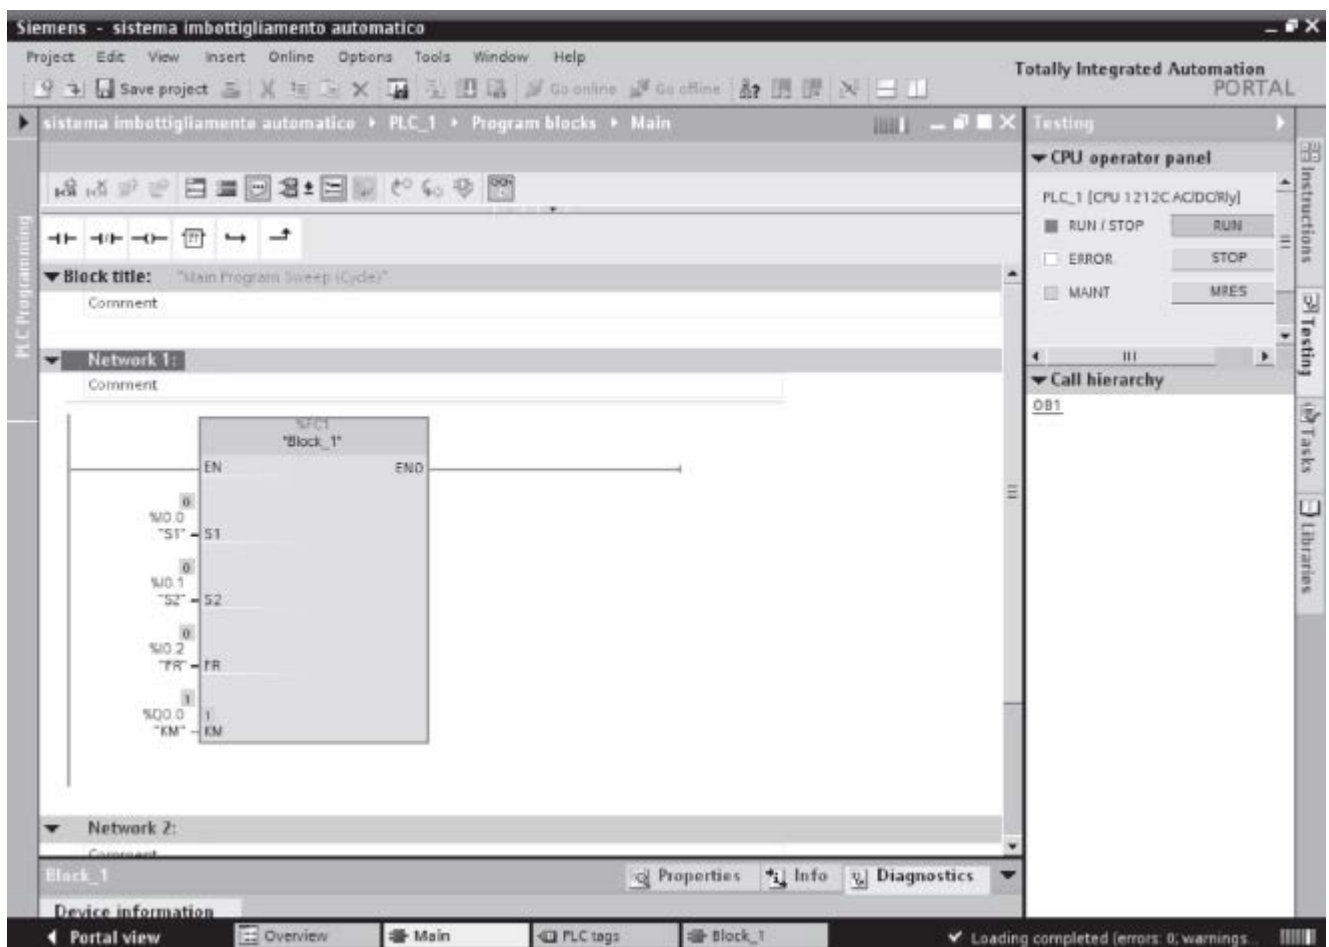 Siemens - sistema imbottigliamento automatico
Project Edit View Insert Online Options Tools Window Help
Totally Integrated Automation
PORTAL
Save project Go online Go offline
sistema imbottigliamento automatico PLC_1 Program blocks Main
Testing
CPU operator panel
PLC_1 [CPU 1212C AC/DC/Rly]
RUN / STOP RUN
ERROR STOP
MAINT MRES
Call hierarchy
OB1
PLC Programming
Block title: "Main Program Sweep (Cycle)"
Comment
Network 1:
Comment
%FC1
"Block_1"
EN ENO
0
%I0.0
"S1" S1
0
%I0.1
"S2" S2
0
%I0.2
"FR" FR
1
%Q0.0 1
"KM" KM
Network 2:
Comment
Block_1 Properties Info Diagnostics
Device information
Instructions
Testing
Tasks
Libraries
Portal view Overview Main PLC tags Block_1 Loading completed (errors: 0; warnings...